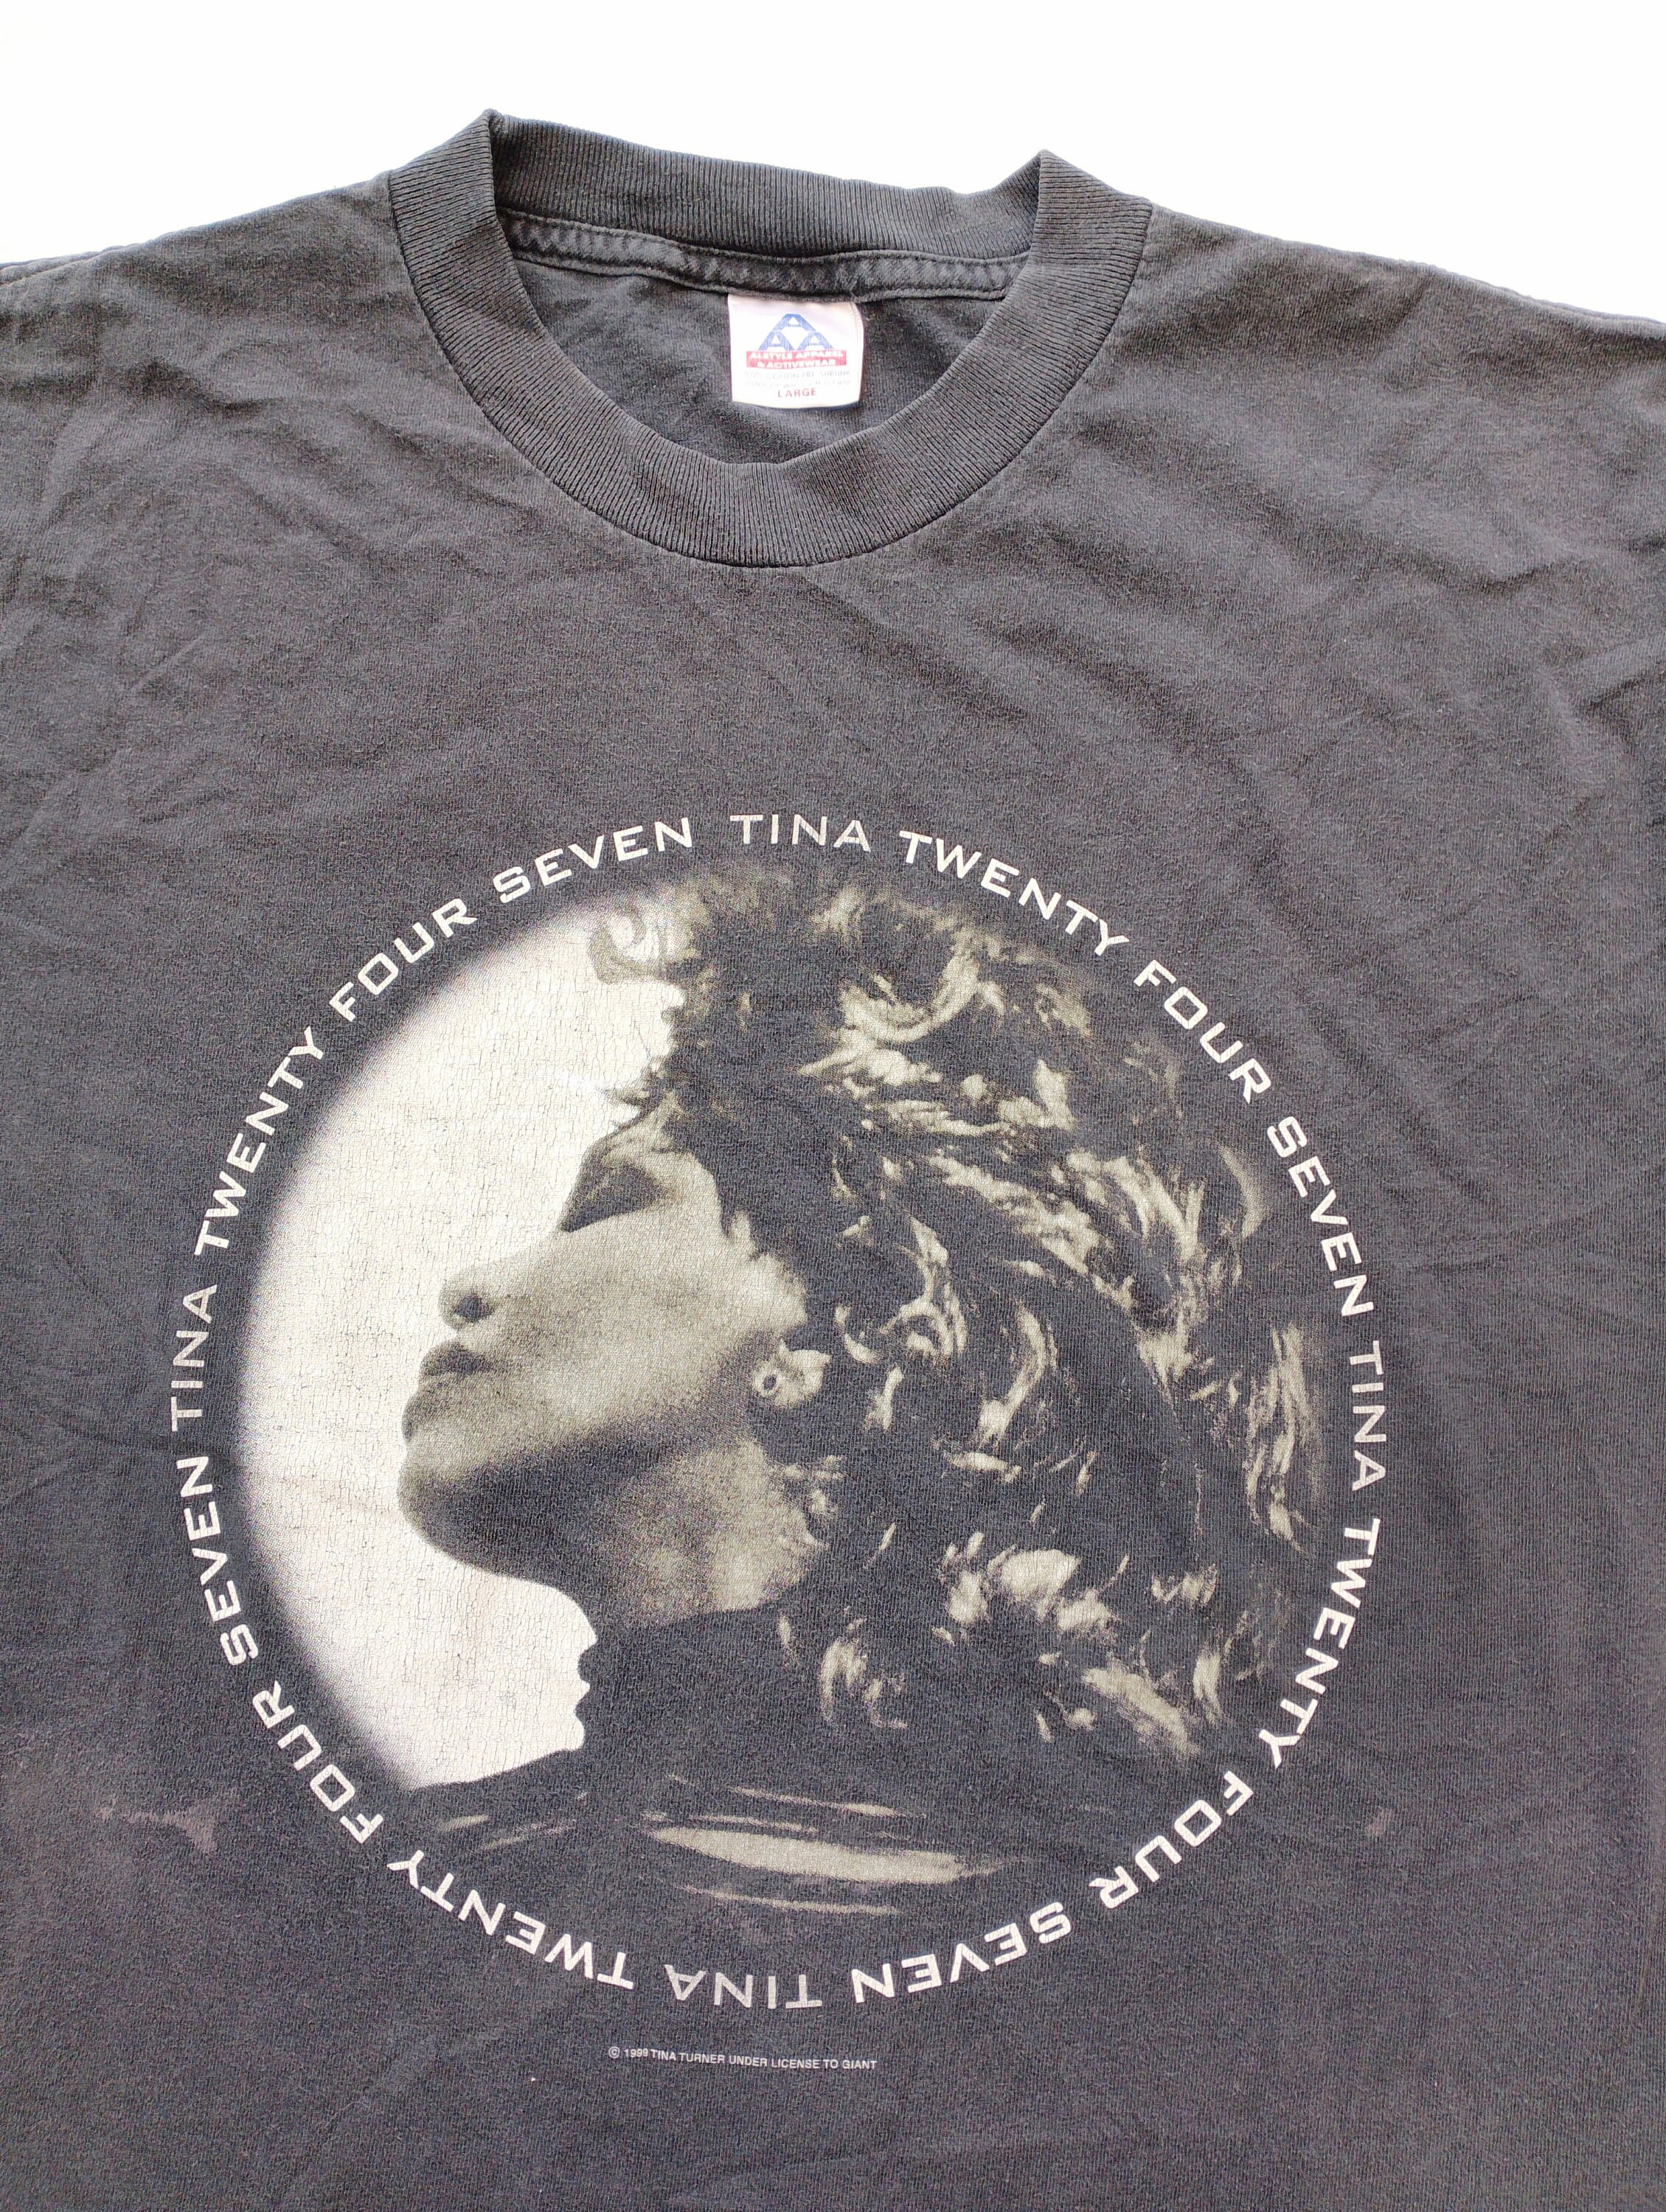 ALSTYLE APPAREL
& ACTIVEWEAR
LARGE
TINA TWENTY FOUR SEVEN TINA TWENTY FOUR SEVEN TINA TWENTY FOUR SEVEN TINA TWENTY FOUR SEVEN
© 1999 TINA TURNER UNDER LICENSE TO GIANT